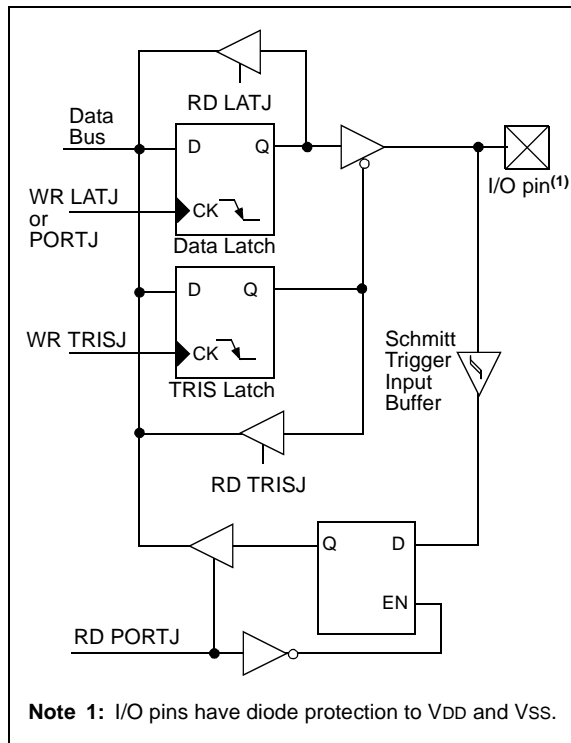 RD LATJ
Data
Bus
D Q
I/O pin(1)
WR LATJ
or
PORTJ
CK
Data Latch
D Q
WR TRISJ
CK
TRIS Latch
Schmitt
Trigger
Input
Buffer
RD TRISJ
Q D
EN
RD PORTJ
Note 1: I/O pins have diode protection to VDD and VSS.